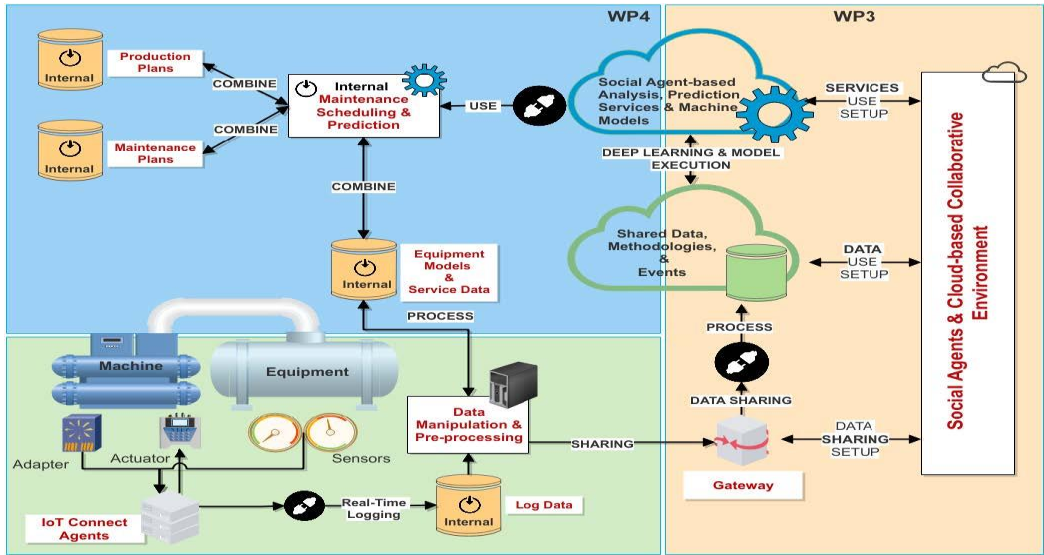 WP4
WP3
Internal
Production
Plans
COMBINE
Internal
Maintenance
Scheduling &
Prediction
USE
Social Agent-based
Analysis, Prediction
Services & Machine
Models
SERVICES
USE
SETUP
COMBINE
Internal
Maintenance
Plans
DEEP LEARNING & MODEL
EXECUTION
COMBINE
Shared Data,
Methodologies,
&
Events
DATA
USE
SETUP
Internal
Equipment
Models
&
Service Data
PROCESS
PROCESS
Social Agents & Cloud-based Collaborative
Environment
Machine
Equipment
DATA SHARING
Data
Manipulation &
Pre-processing
SHARING
DATA
SHARING
SETUP
Adapter
Actuator
Sensors
Gateway
IoT Connect
Agents
Real-Time
Logging
Internal
Log Data